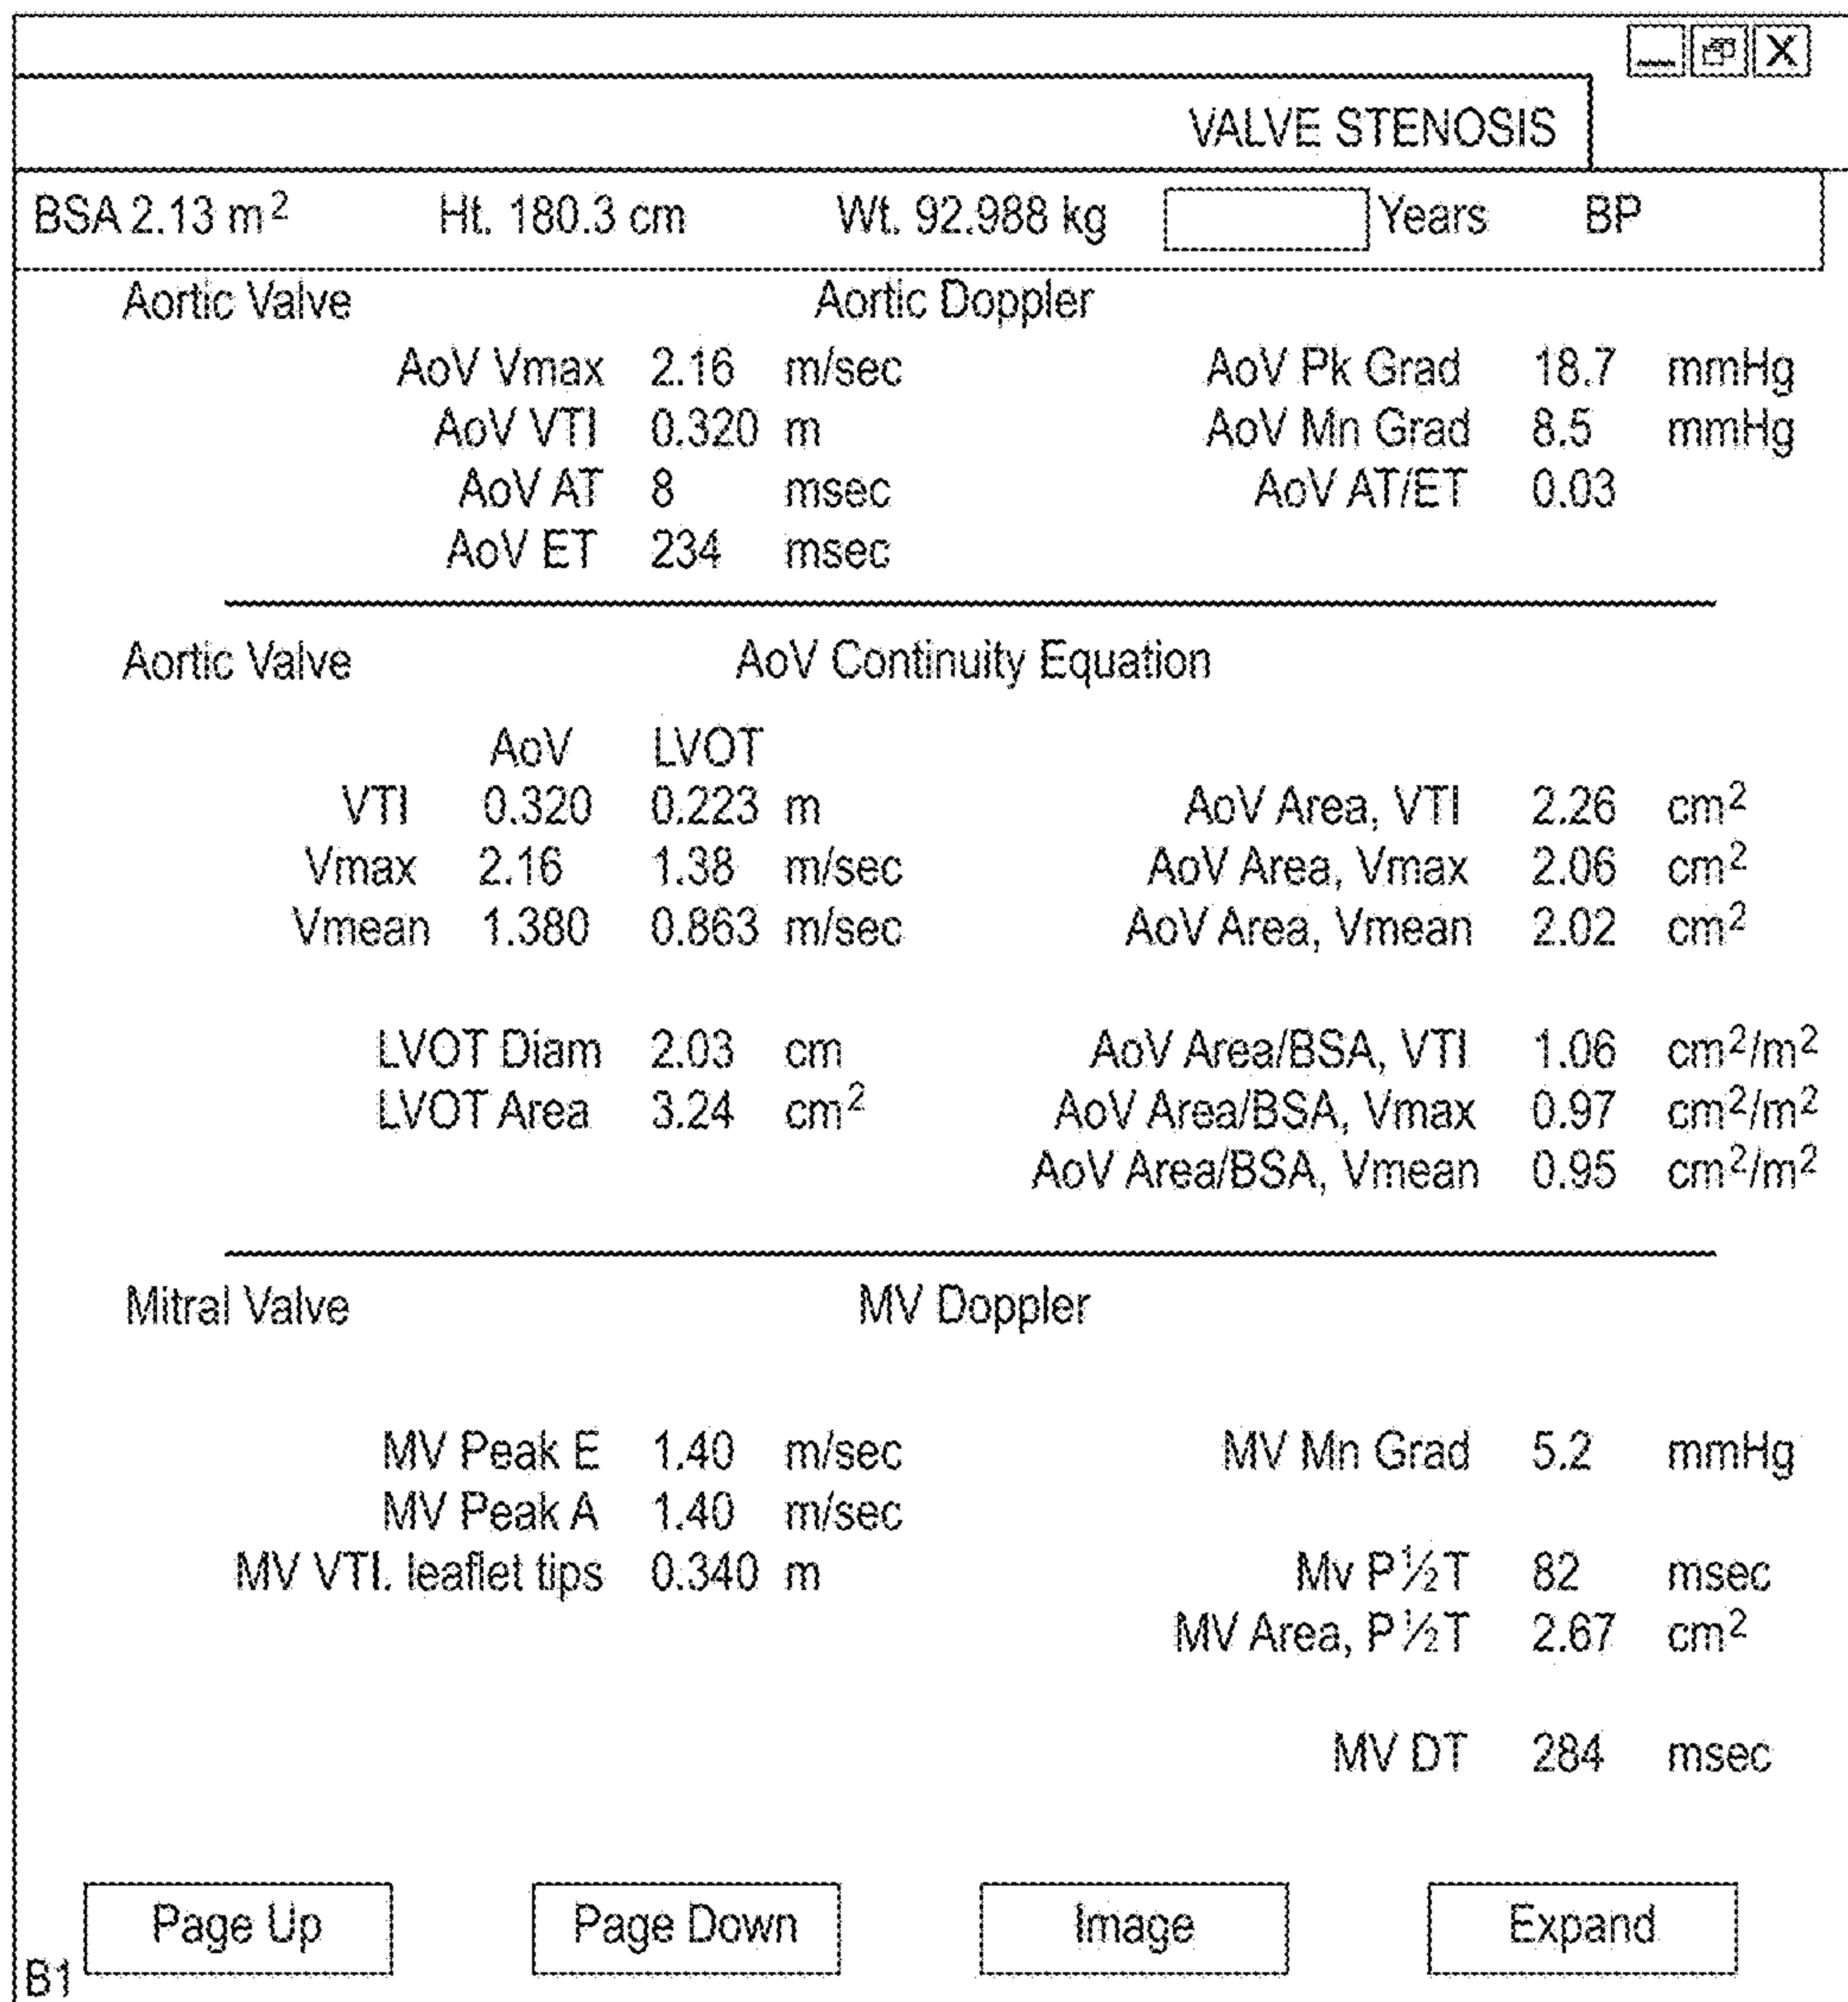 VALVE STENOSIS
BSA 2.13 m² Ht. 180.3 cm Wt. 92.988 kg Years BP
Aortic Valve Aortic Doppler
AoV Vmax 2.16 m/sec AoV Pk Grad 18.7 mmHg
AoV VTI 0.320 m AoV Mn Grad 8.5 mmHg
AoV AT 8 msec AoV AT/ET 0.03
AoV ET 234 msec
Aortic Valve AoV Continuity Equation
AoV LVOT
VTI 0.320 0.223 m AoV Area, VTI 2.26 cm²
Vmax 2.16 1.38 m/sec AoV Area, Vmax 2.06 cm²
Vmean 1.380 0.863 m/sec AoV Area, Vmean 2.02 cm²
LVOT Diam 2.03 cm AoV Area/BSA, VTI 1.06 cm²/m²
LVOT Area 3.24 cm² AoV Area/BSA, Vmax 0.97 cm²/m²
AoV Area/BSA, Vmean 0.95 cm²/m²
Mitral Valve MV Doppler
MV Peak E 1.40 m/sec MV Mn Grad 5.2 mmHg
MV Peak A 1.40 m/sec
MV VTI. leaflet tips 0.340 m Mv P½T 82 msec
MV Area, P½T 2.67 cm²
MV DT 284 msec
Page Up Page Down Image Expand
B1